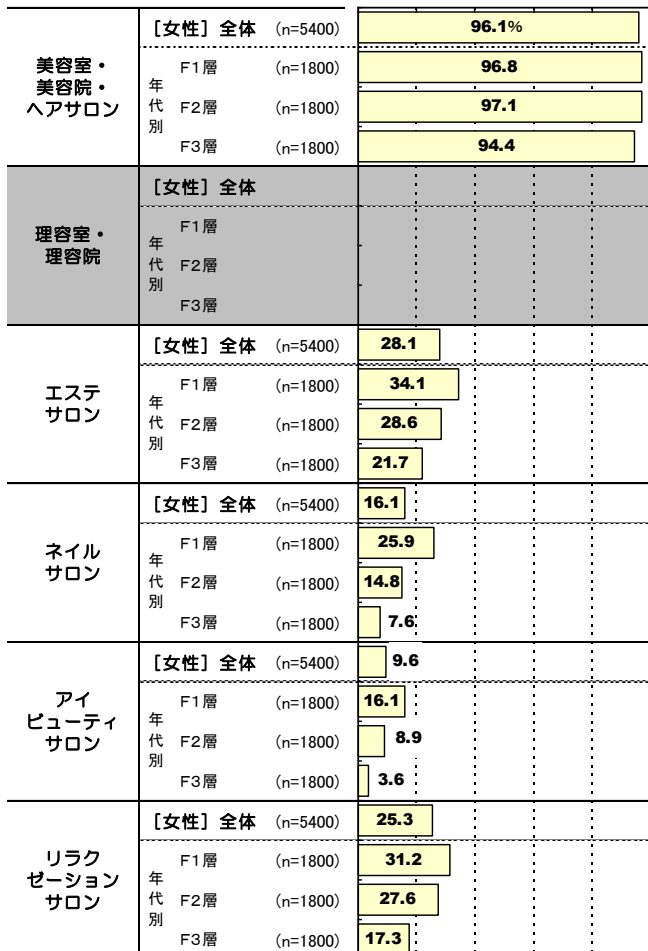 美容室・
美容院・
ヘアサロン
[女性] 全体 (n=5400) 96.1%
年代別
F1層 (n=1800) 96.8
F2層 (n=1800) 97.1
F3層 (n=1800) 94.4
理容室・
理容院
[女性] 全体
年代別
F1層
F2層
F3層
エステ
サロン
[女性] 全体 (n=5400) 28.1
年代別
F1層 (n=1800) 34.1
F2層 (n=1800) 28.6
F3層 (n=1800) 21.7
ネイル
サロン
[女性] 全体 (n=5400) 16.1
年代別
F1層 (n=1800) 25.9
F2層 (n=1800) 14.8
F3層 (n=1800) 7.6
アイ
ビューティ
サロン
[女性] 全体 (n=5400) 9.6
年代別
F1層 (n=1800) 16.1
F2層 (n=1800) 8.9
F3層 (n=1800) 3.6
リラク
ゼーション
サロン
[女性] 全体 (n=5400) 25.3
年代別
F1層 (n=1800) 31.2
F2層 (n=1800) 27.6
F3層 (n=1800) 17.3